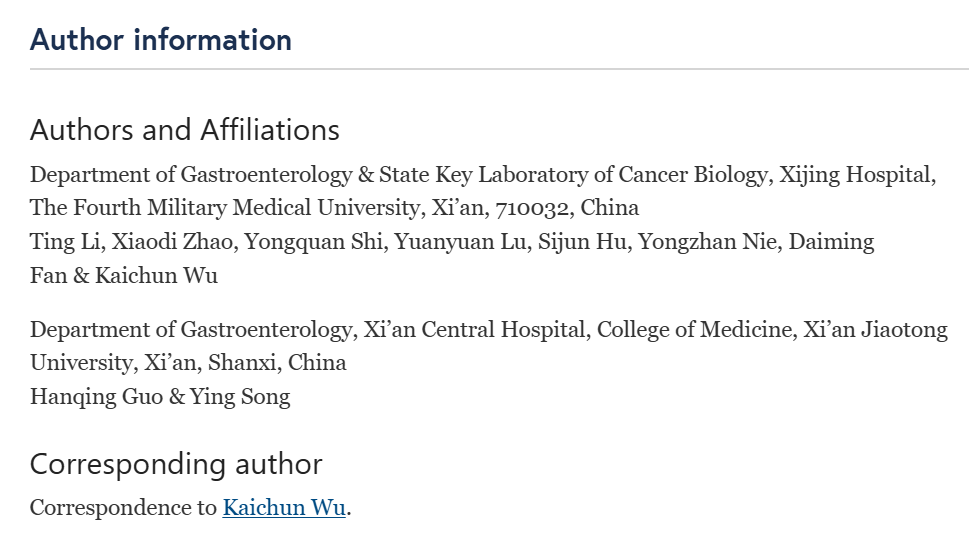 Author information
Authors and Affiliations
Department of Gastroenterology & State Key Laboratory of Cancer Biology, Xijing Hospital,
The Fourth Military Medical University, Xi’an, 710032, China
Ting Li, Xiaodi Zhao, Yongquan Shi, Yuanyuan Lu, Sijun Hu, Yongzhan Nie, Daiming
Fan & Kaichun Wu
Department of Gastroenterology, Xi’an Central Hospital, College of Medicine, Xi’an Jiaotong
University, Xi’an, Shanxi, China
Hanqing Guo & Ying Song
Corresponding author
Correspondence to Kaichun Wu.